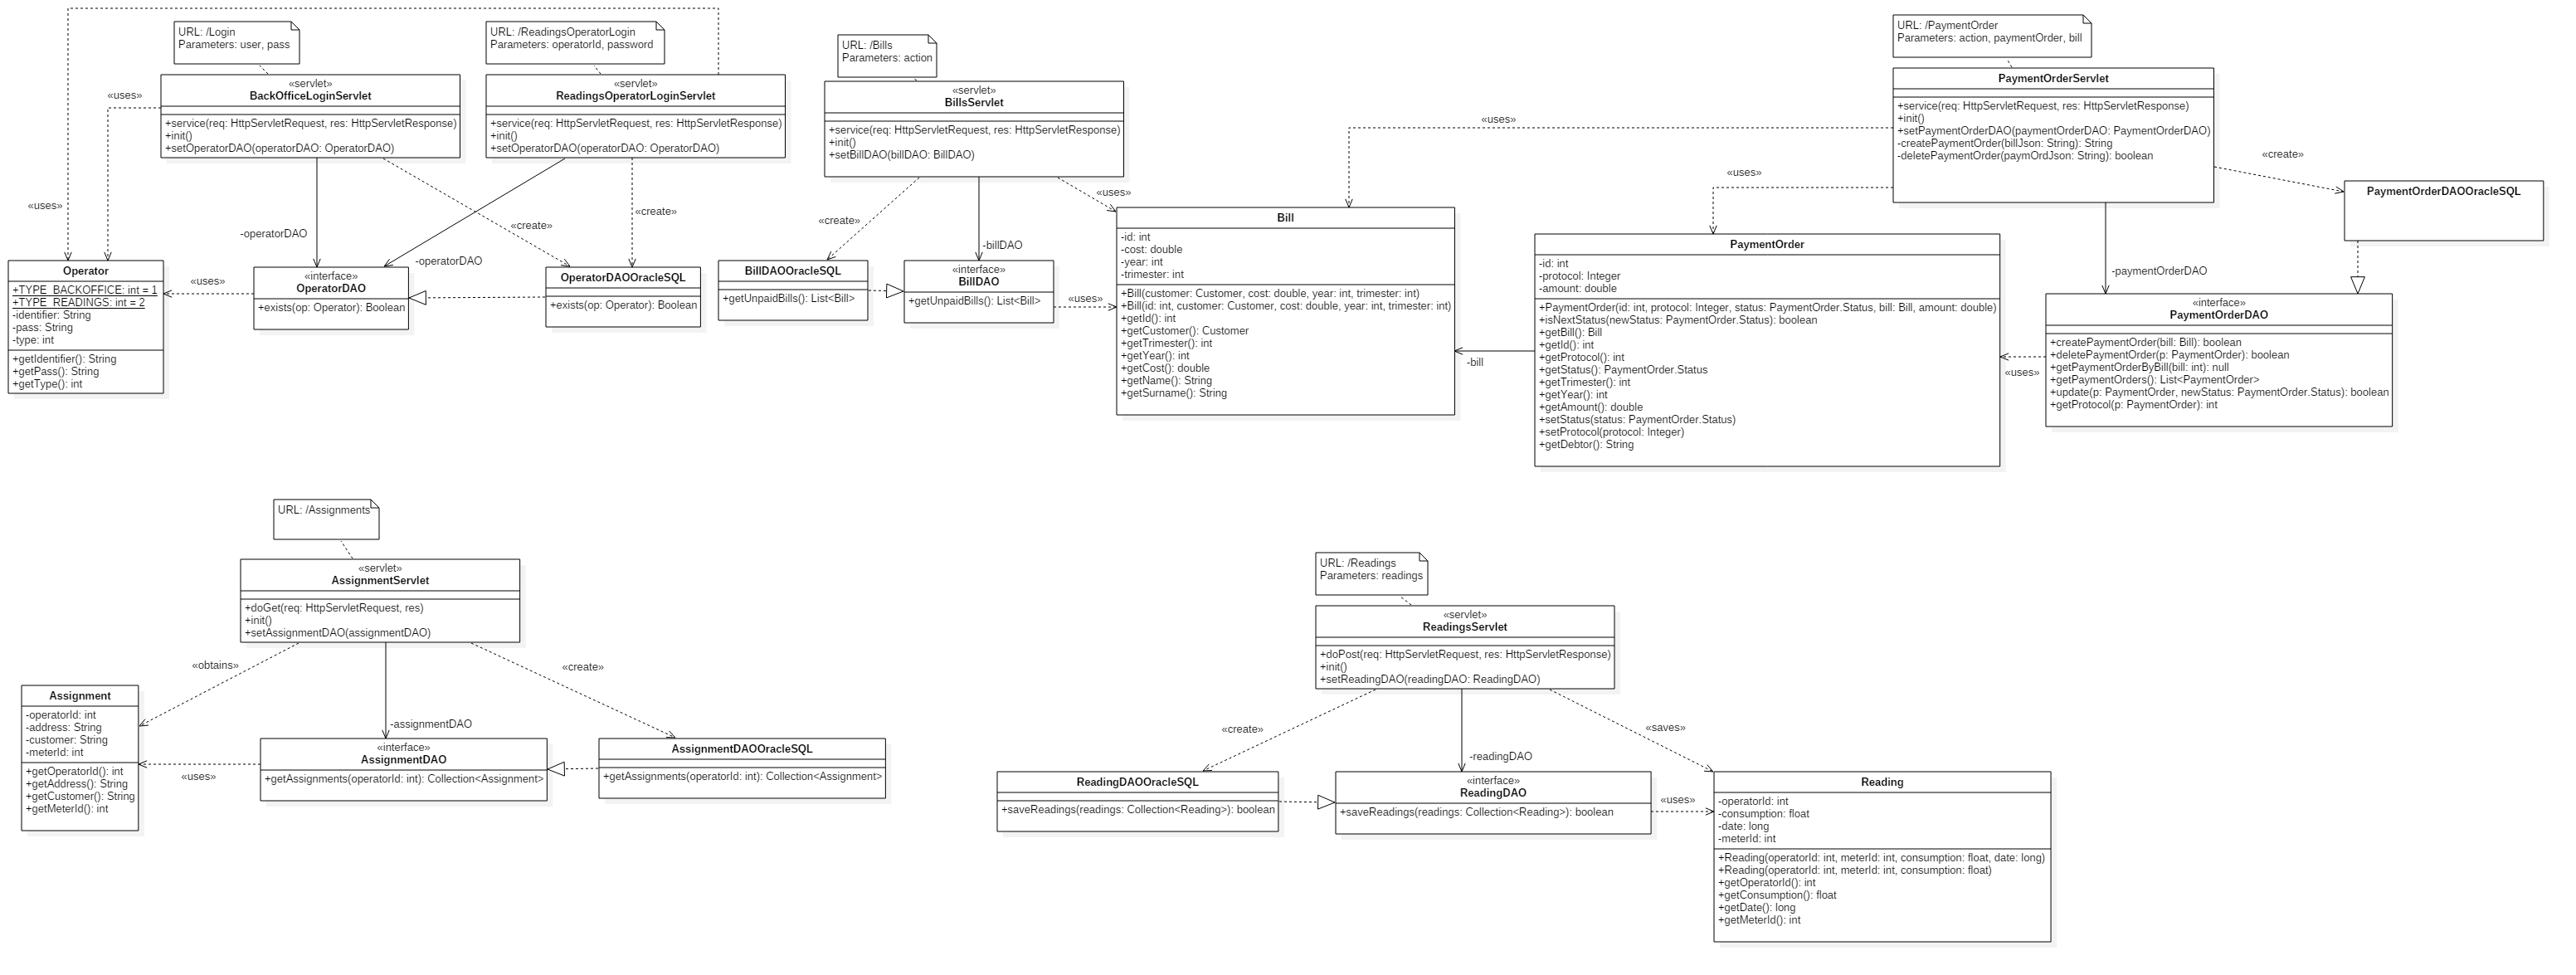 URL: /Login
Parameters: user, pass
«servlet»
BackOfficeLoginServlet
+service(req: HttpServletRequest, res: HttpServletResponse)
+init()
+setOperatorDAO(operatorDAO: OperatorDAO)
URL: /ReadingsOperatorLogin
Parameters: operatorId, password
«servlet»
ReadingsOperatorLoginServlet
+service(req: HttpServletRequest, res: HttpServletResponse)
+init()
+setOperatorDAO(operatorDAO: OperatorDAO)
«uses»
«uses»
-operatorDAO
-operatorDAO
«create»
«create»
Operator
+TYPE_BACKOFFICE: int = 1
+TYPE_READINGS: int = 2
-identifier: String
-pass: String
-type: int
+getIdentifier(): String
+getPass(): String
+getType(): int
«uses»
«interface»
OperatorDAO
+exists(op: Operator): Boolean
OperatorDAOOracleSQL
+exists(op: Operator): Boolean
URL: /Bills
Parameters: action
«servlet»
BillsServlet
+service(req: HttpServletRequest, res: HttpServletResponse)
+init()
+setBillDAO(billDAO: BillDAO)
«create»
-billDAO
«uses»
BillDAOOracleSQL
+getUnpaidBills(): List<Bill>
«interface»
BillDAO
+getUnpaidBills(): List<Bill>
«uses»
Bill
-id: int
-cost: double
-year: int
-trimester: int
+Bill(customer: Customer, cost: double, year: int, trimester: int)
+Bill(id: int, customer: Customer, cost: double, year: int, trimester: int)
+getId(): int
+getCustomer(): Customer
+getTrimester(): int
+getYear(): int
+getCost(): double
+getName(): String
+getSurname(): String
URL: /PaymentOrder
Parameters: action, paymentOrder, bill
PaymentOrderServlet
+service(req: HttpServletRequest, res: HttpServletResponse)
+init()
+setPaymentOrderDAO(paymentOrderDAO: PaymentOrderDAO)
-createPaymentOrder(billJson: String): String
-deletePaymentOrder(paymOrdJson: String): boolean
«uses»
«uses»
«create»
PaymentOrderDAOOracleSQL
-paymentOrderDAO
-bill
PaymentOrder
-id: int
-protocol: Integer
-amount: double
+PaymentOrder(id: int, protocol: Integer, status: PaymentOrder.Status, bill: Bill, amount: double)
+isNextStatus(newStatus: PaymentOrder.Status): boolean
+getBill(): Bill
+getId(): int
+getProtocol(): int
+getStatus(): PaymentOrder.Status
+getTrimester(): int
+getYear(): int
+getAmount(): double
+setStatus(status: PaymentOrder.Status)
+setProtocol(protocol: Integer)
+getDebtor(): String
«uses»
«interface»
PaymentOrderDAO
+createPaymentOrder(bill: Bill): boolean
+deletePaymentOrder(p: PaymentOrder): boolean
+getPaymentOrderByBill(bill: int): null
+getPaymentOrders(): List<PaymentOrder>
+update(p: PaymentOrder, newStatus: PaymentOrder.Status): boolean
+getProtocol(p: PaymentOrder): int
URL: /Assignments
«servlet»
AssignmentServlet
+doGet(req: HttpServletRequest, res)
+init()
+setAssignmentDAO(assignmentDAO)
«obtains»
-assignmentDAO
«create»
Assignment
-operatorId: int
-address: String
-customer: String
-meterId: int
+getOperatorId(): int
+getAddress(): String
+getCustomer(): String
+getMeterId(): int
«uses»
«interface»
AssignmentDAO
+getAssignments(operatorId: int): Collection<Assignment>
AssignmentDAOOracleSQL
+getAssignments(operatorId: int): Collection<Assignment>
URL: /Readings
Parameters: readings
«servlet»
ReadingsServlet
+doPost(req: HttpServletRequest, res: HttpServletResponse)
+init()
+setReadingDAO(readingDAO: ReadingDAO)
«create»
-readingDAO
«saves»
ReadingDAOOracleSQL
+saveReadings(readings: Collection<Reading>): boolean
«interface»
ReadingDAO
+saveReadings(readings: Collection<Reading>): boolean
«uses»
Reading
-operatorId: int
-consumption: float
-date: long
-meterId: int
+Reading(operatorId: int, meterId: int, consumption: float, date: long)
+Reading(operatorId: int, meterId: int, consumption: float)
+getOperatorId(): int
+getConsumption(): float
+getDate(): long
+getMeterId(): int